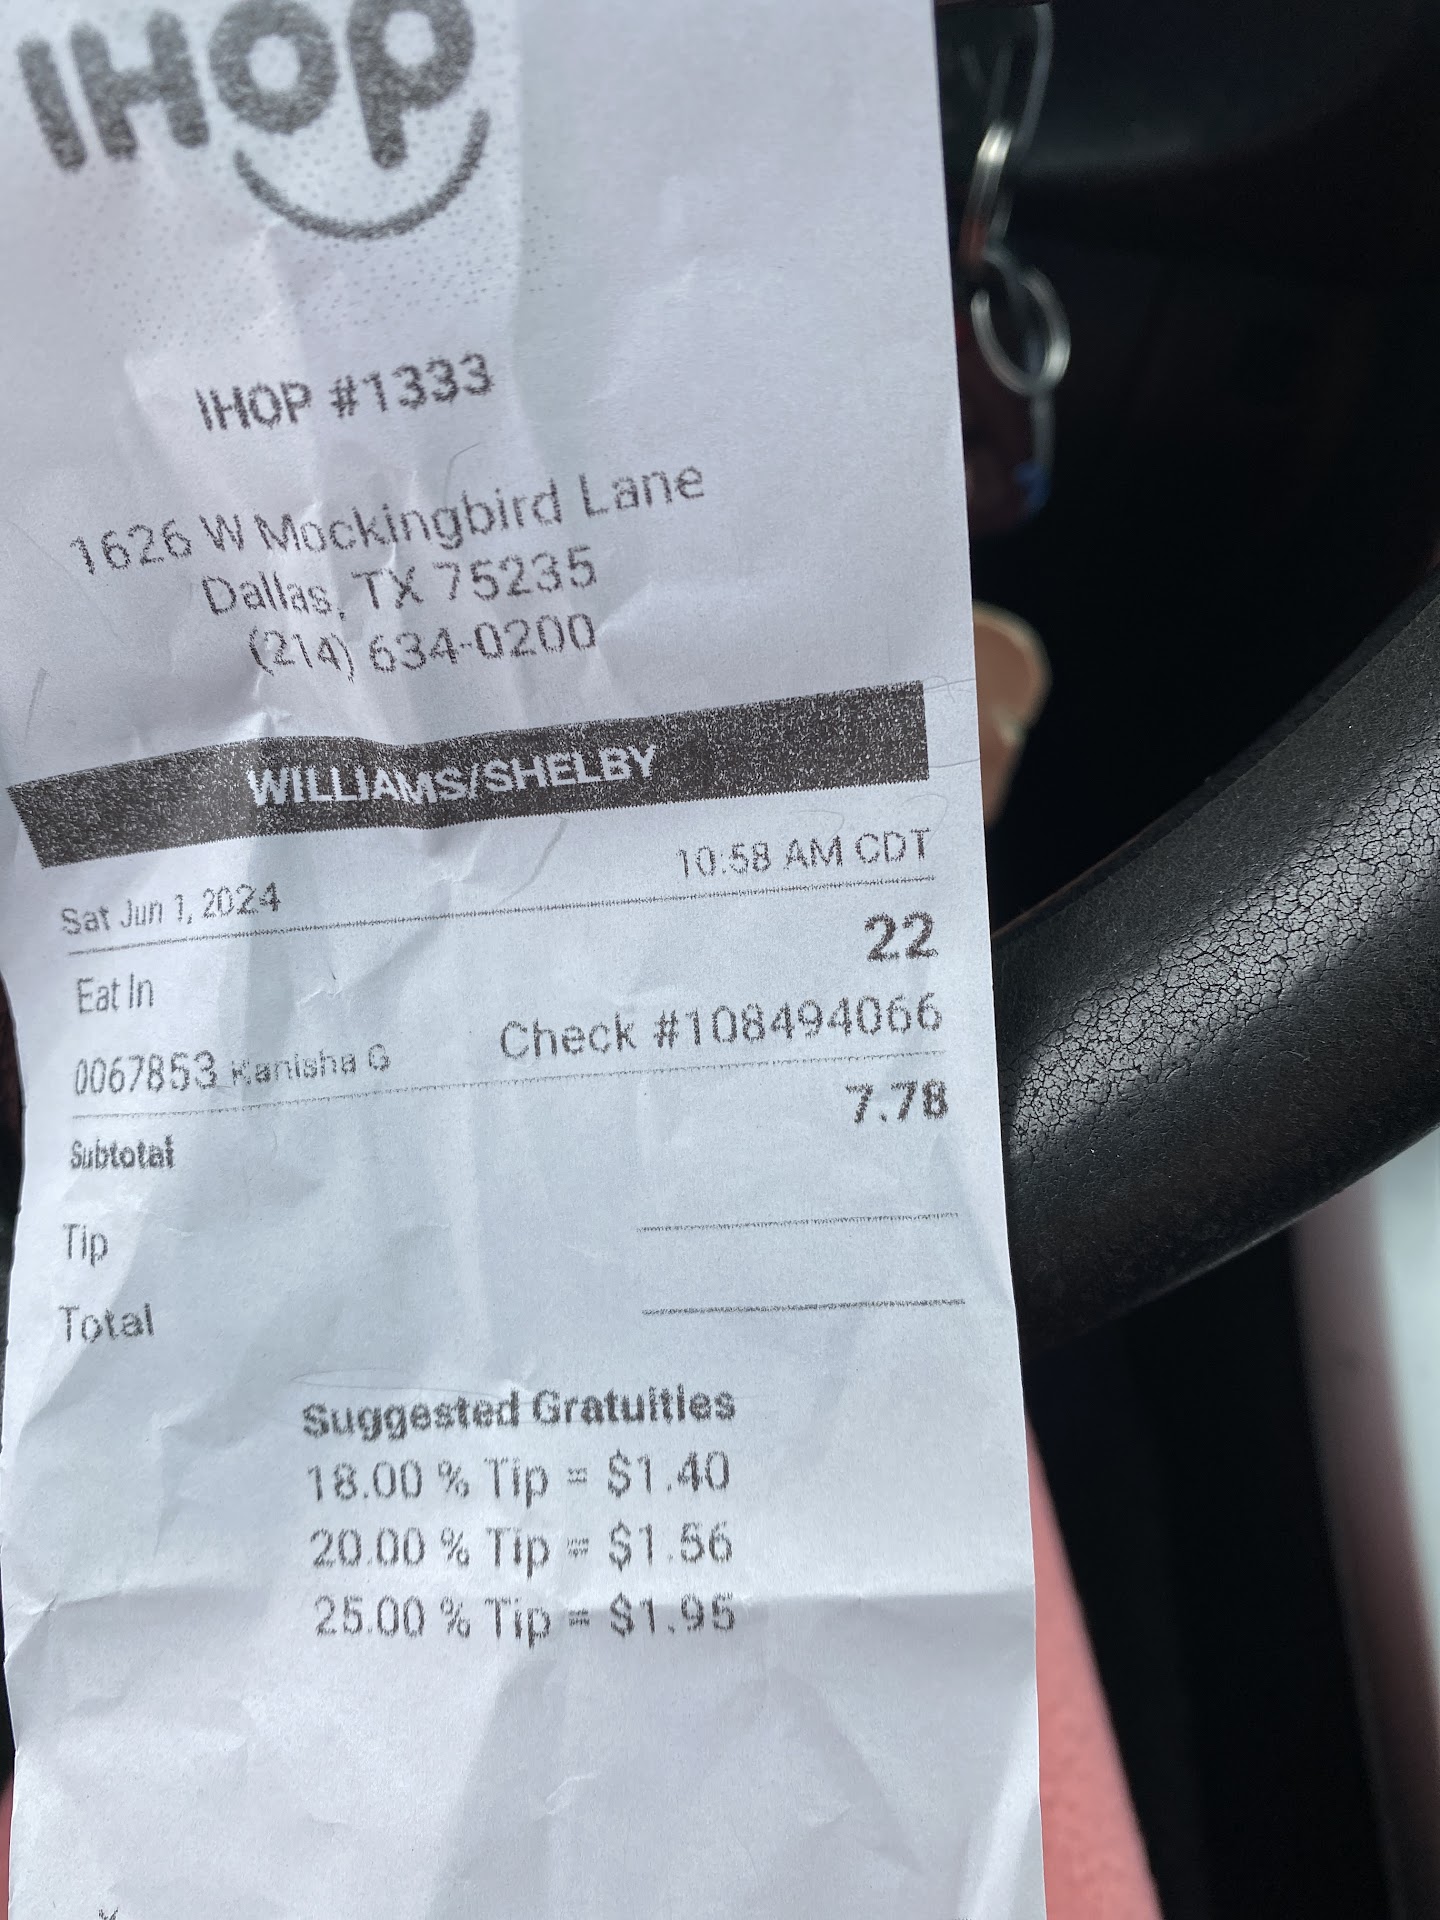 IHOP
IHOP #1333
1626 W Mockingbird Lane
Dallas, TX 75235
(214) 634-0200
WILLIAMS/SHELBY
Sat Jun 1, 2024 10:58 AM CDT
Eat In 22
0067853 Kanisha G Check #108494066
Subtotal 7.78
Tip
Total
Suggested Gratuities
18.00 % Tip = $1.40
20.00 % Tip = $1.56
25.00 % Tip = $1.95